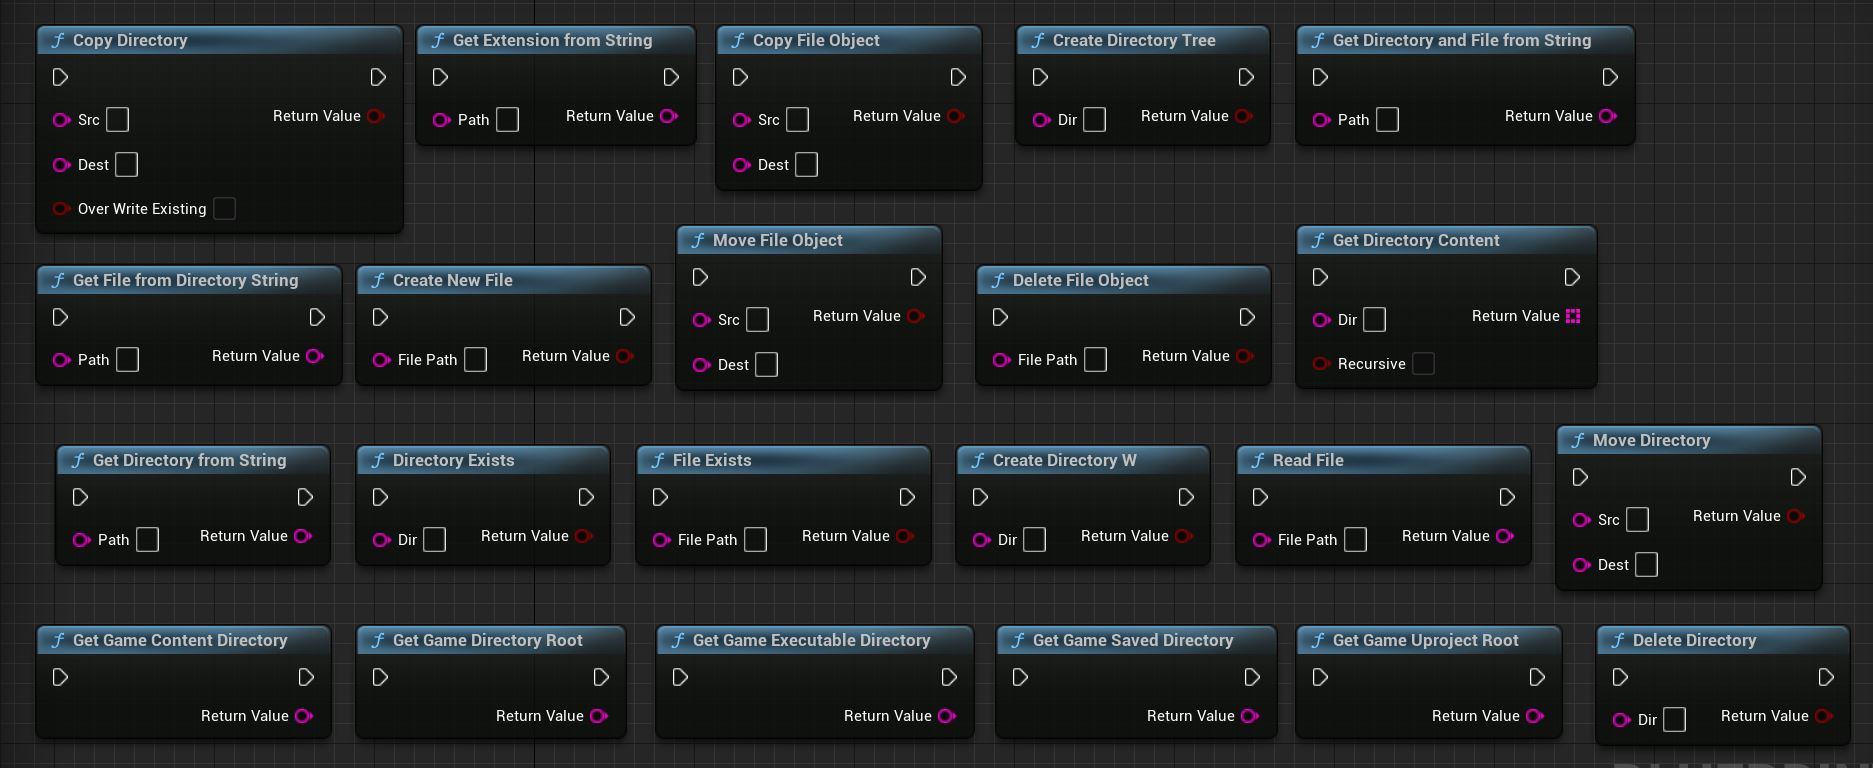 Copy Directory
Src
Return Value
Dest
Over Write Existing
Get Extension from String
Path
Return Value
Copy File Object
Src
Return Value
Dest
Create Directory Tree
Dir
Return Value
Get Directory and File from String
Path
Return Value
Get File from Directory String
Path
Return Value
Create New File
File Path
Return Value
Move File Object
Src
Return Value
Dest
Delete File Object
File Path
Return Value
Get Directory Content
Dir
Return Value
Recursive
Get Directory from String
Path
Return Value
Directory Exists
Dir
Return Value
File Exists
File Path
Return Value
Create Directory W
Dir
Return Value
Read File
File Path
Return Value
Move Directory
Src
Return Value
Dest
Get Game Content Directory
Return Value
Get Game Directory Root
Return Value
Get Game Executable Directory
Return Value
Get Game Saved Directory
Return Value
Get Game Uproject Root
Return Value
Delete Directory
Dir
Return Value